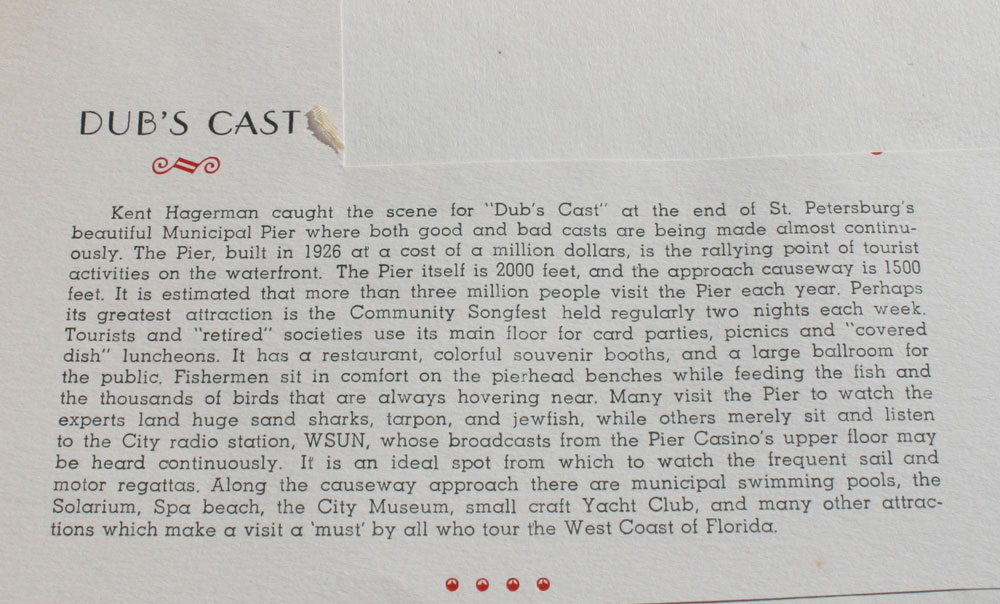 DUB'S CAST
Kent Hagerman caught the scene for "Dub's Cast" at the end of St. Petersburg's
beautiful Municipal Pier where both good and bad casts are being made almost continu-
ously. The Pier, built in 1926 at a cost of a million dollars, is the rallying point of tourist
activities on the waterfront. The Pier itself is 2000 feet, and the approach causeway is 1500
feet. It is estimated that more than three million people visit the Pier each year. Perhaps
its greatest attraction is the Community Songfest held regularly two nights each week.
Tourists and "retired" societies use its main floor for card parties, picnics and "covered
dish" luncheons. It has a restaurant, colorful souvenir booths, and a large ballroom for
the public. Fishermen sit in comfort on the pierhead benches while feeding the fish and
the thousands of birds that are always hovering near. Many visit the Pier to watch the
experts land huge sand sharks, tarpon, and jewfish, while others merely sit and listen
to the City radio station, WSUN, whose broadcasts from the Pier Casino's upper floor may
be heard continuously. It is an ideal spot from which to watch the frequent sail and
motor regattas. Along the causeway approach there are municipal swimming pools, the
Solarium, Spa beach, the City Museum, small craft Yacht Club, and many other attrac-
tions which make a visit a 'must' by all who tour the West Coast of Florida.